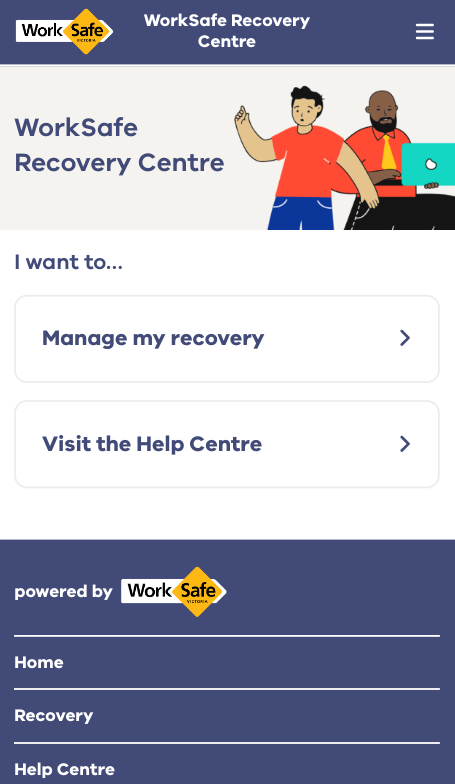 WorkSafe VICTORIA
WorkSafe Recovery
Centre
WorkSafe
Recovery Centre
I want to...
Manage my recovery
Visit the Help Centre
powered by WorkSafe VICTORIA
Home
Recovery
Help Centre